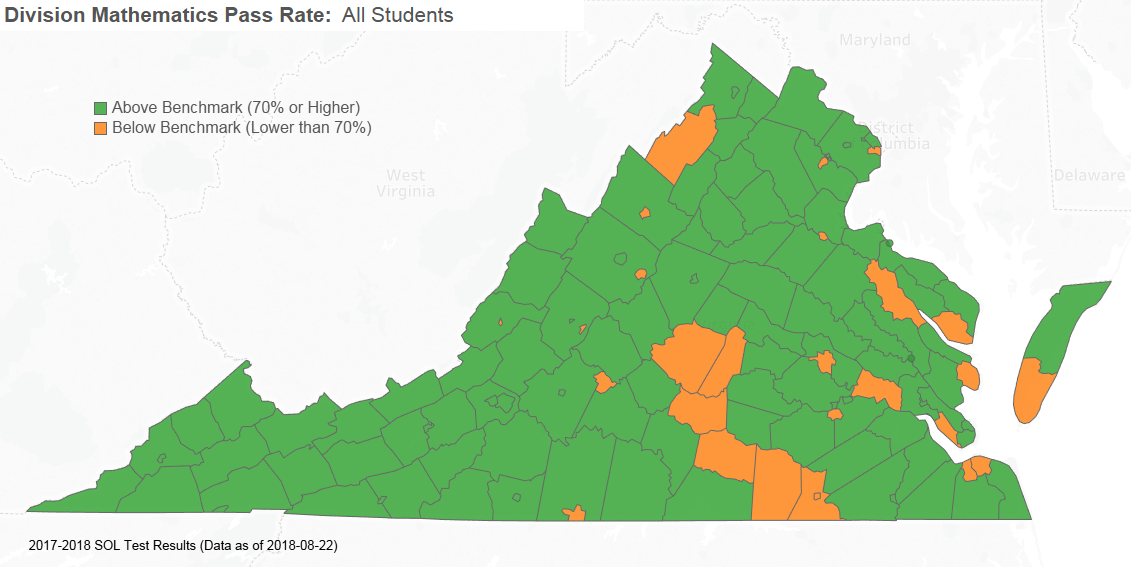 Division Mathematics Pass Rate: All Students
Maryland
Above Benchmark (70% or Higher)
Below Benchmark (Lower than 70%)
West
Virginia
Delaware
2017-2018 SOL Test Results (Data as of 2018-08-22)